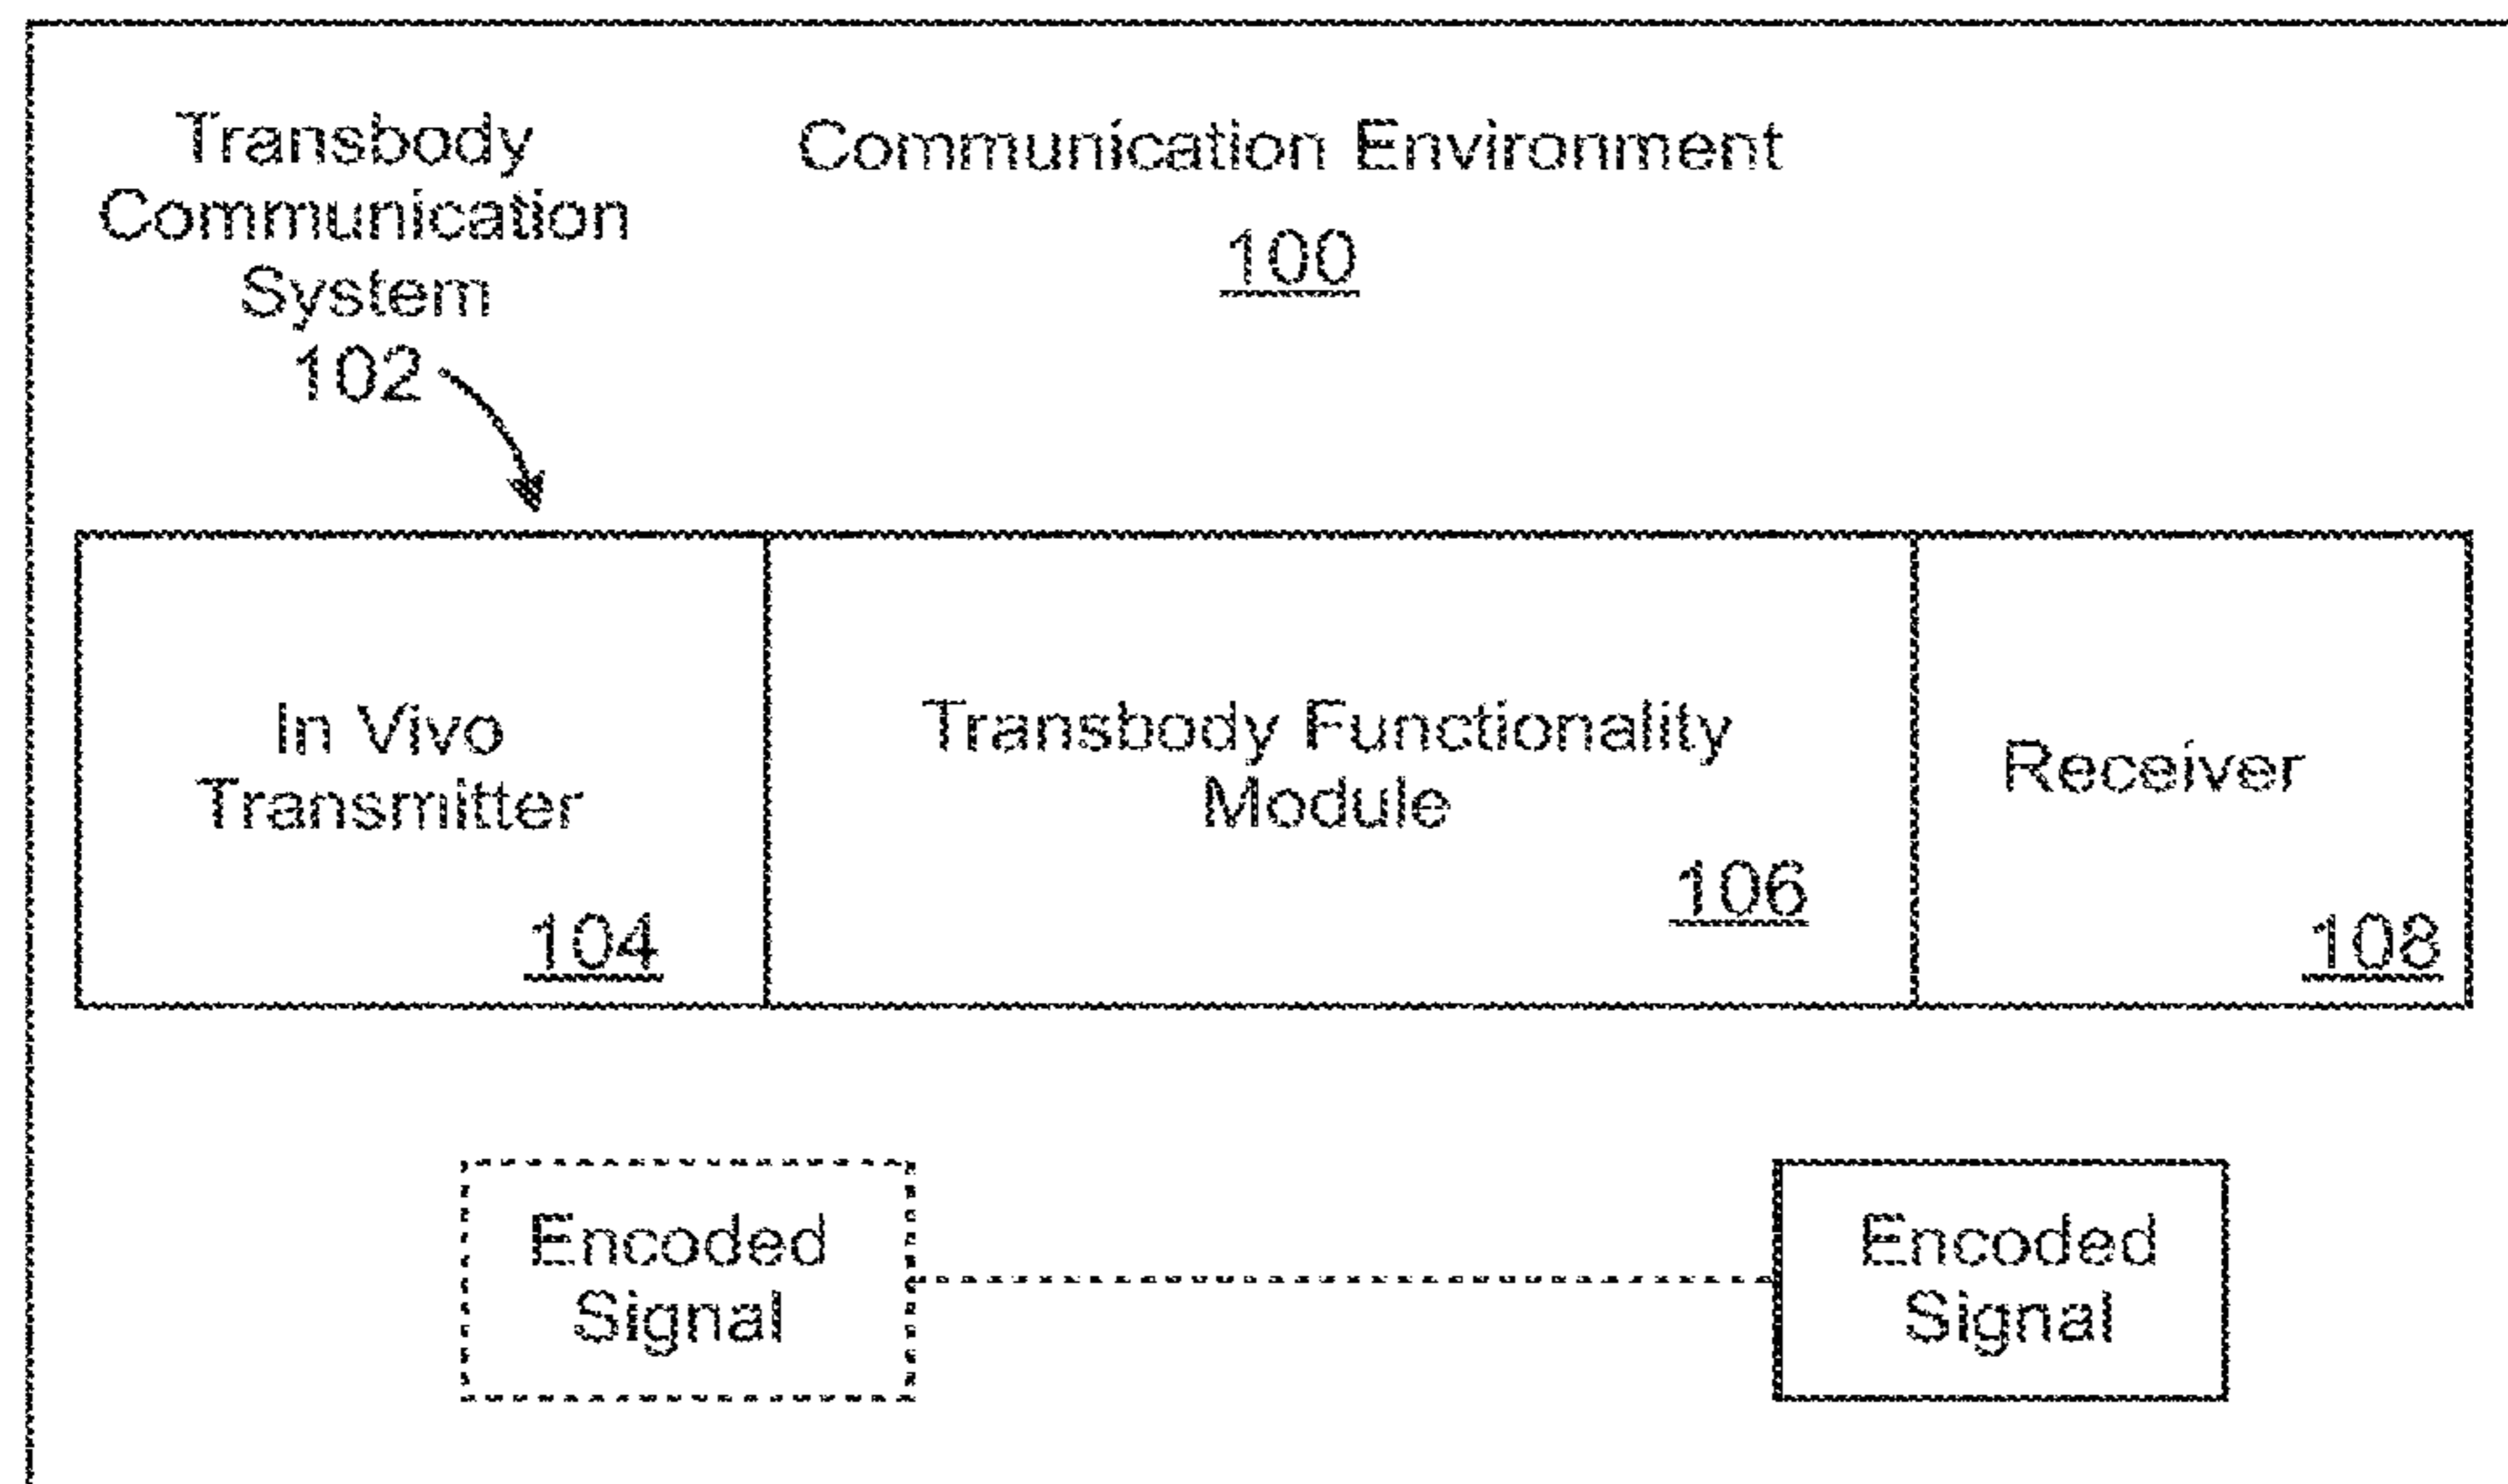 Transbody
Communication
System
102
Communication Environment
100
In Vivo
Transmitter
104
Transbody Functionality
Module
106
Receiver
108
Encoded
Signal
Encoded
Signal